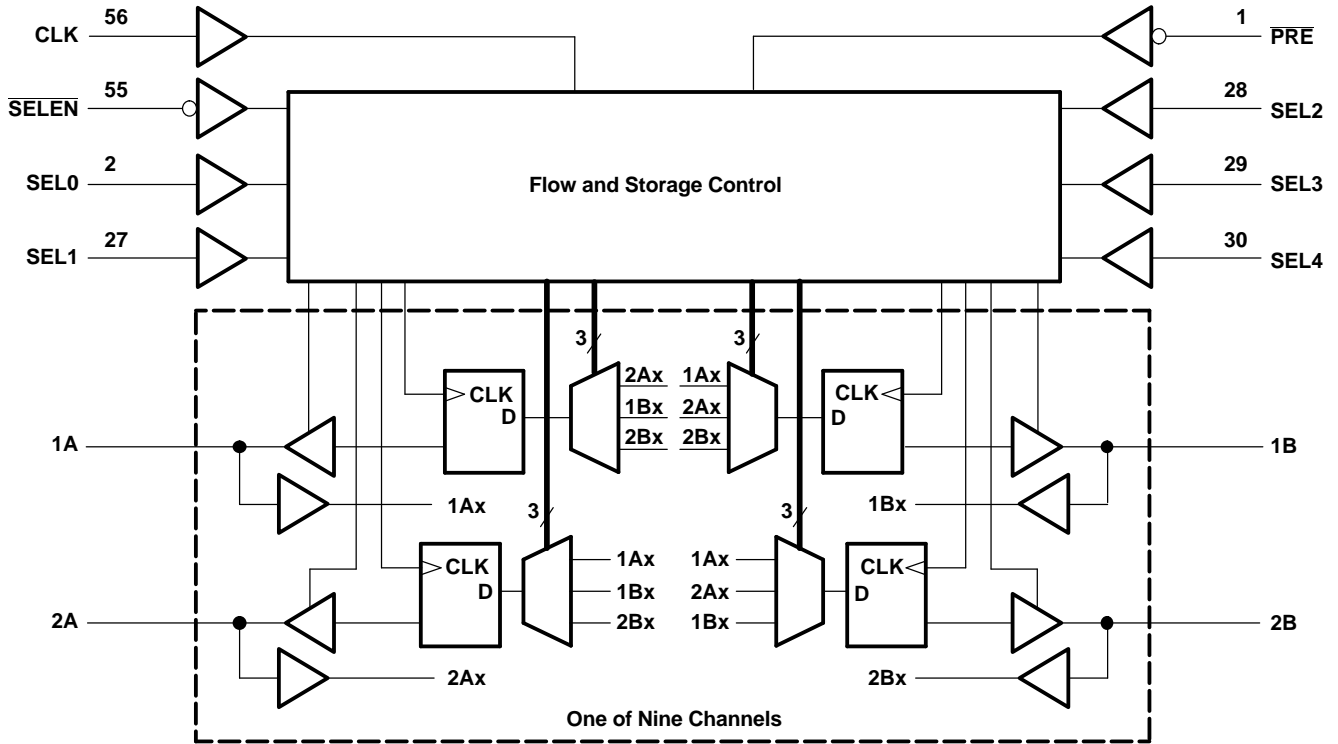 CLK 56 1 PRE
SELEN 55 28 SEL2
SEL0 2 Flow and Storage Control 29 SEL3
SEL1 27 30 SEL4
3 3
CLK 2Ax 1Ax CLK
D 1Bx 2Ax D
2Bx 2Bx
1A 1B
1Ax 3 3 1Bx
CLK 1Ax 1Ax CLK
D 1Bx 2Ax D
2A 2Bx 1Bx 2B
2Ax 2Bx
One of Nine Channels